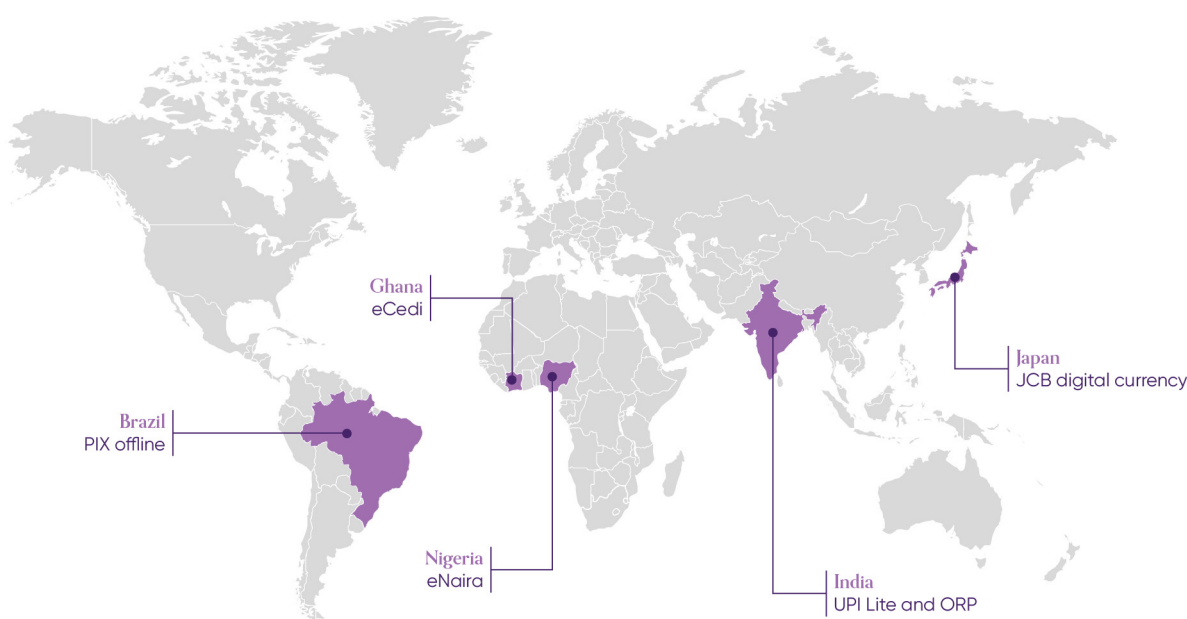 Ghana
eCedi
Japan
JCB digital currency
Brazil
PIX offline
Nigeria
eNaira
India
UPI Lite and ORP